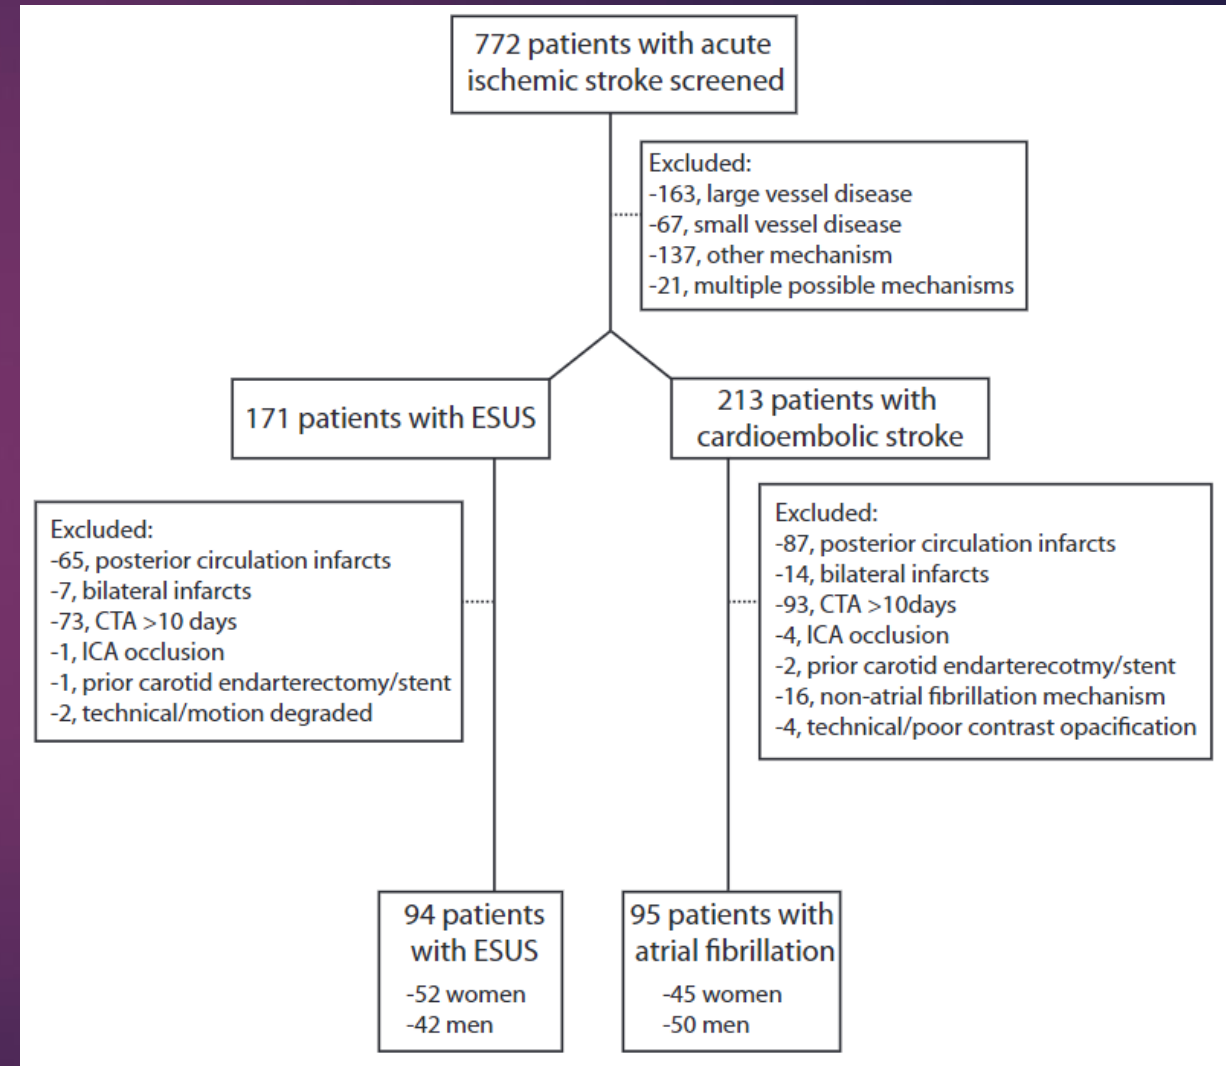 772 patients with acute
ischemic stroke screened
Excluded:
-163, large vessel disease
-67, small vessel disease
-137, other mechanism
-21, multiple possible mechanisms
171 patients with ESUS
213 patients with
cardioembolic stroke
Excluded:
-65, posterior circulation infarcts
-7, bilateral infarcts
-73, CTA >10 days
-1, ICA occlusion
-1, prior carotid endarterectomy/stent
-2, technical/motion degraded
Excluded:
-87, posterior circulation infarcts
-14, bilateral infarcts
-93, CTA >10days
-4, ICA occlusion
-2, prior carotid endarterecotmy/stent
-16, non-atrial fibrillation mechanism
-4, technical/poor contrast opacification
94 patients
with ESUS
-52 women
-42 men
95 patients with
atrial fibrillation
-45 women
-50 men